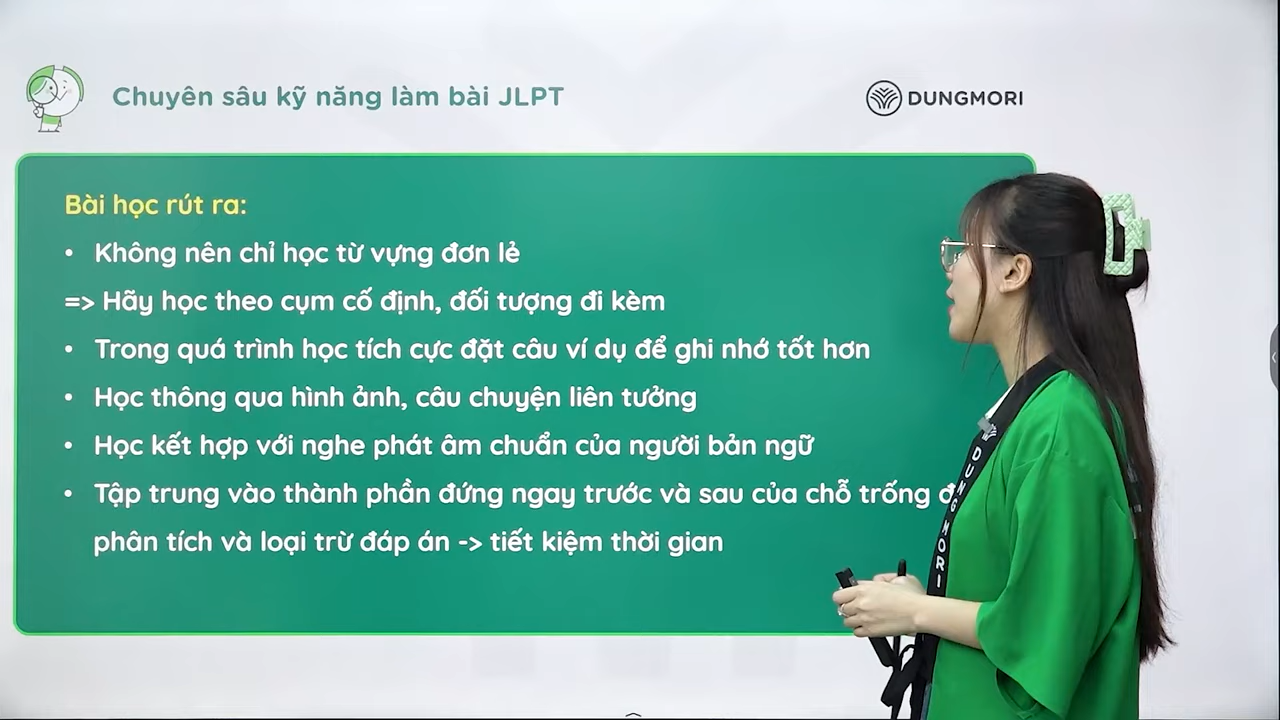 Chuyên sâu kỹ năng làm bài JLPT
DUNGMORI
Bài học rút ra:
• Không nên chỉ học từ vựng đơn lẻ
=> Hãy học theo cụm cố định, đối tượng đi kèm
• Trong quá trình học tích cực đặt câu ví dụ để ghi nhớ tốt hơn
• Học thông qua hình ảnh, câu chuyện liên tưởng
• Học kết hợp với nghe phát âm chuẩn của người bản ngữ
• Tập trung vào thành phần đứng ngay trước và sau của chỗ trống
phân tích và loại trừ đáp án -> tiết kiệm thời gian
DUNG MORI